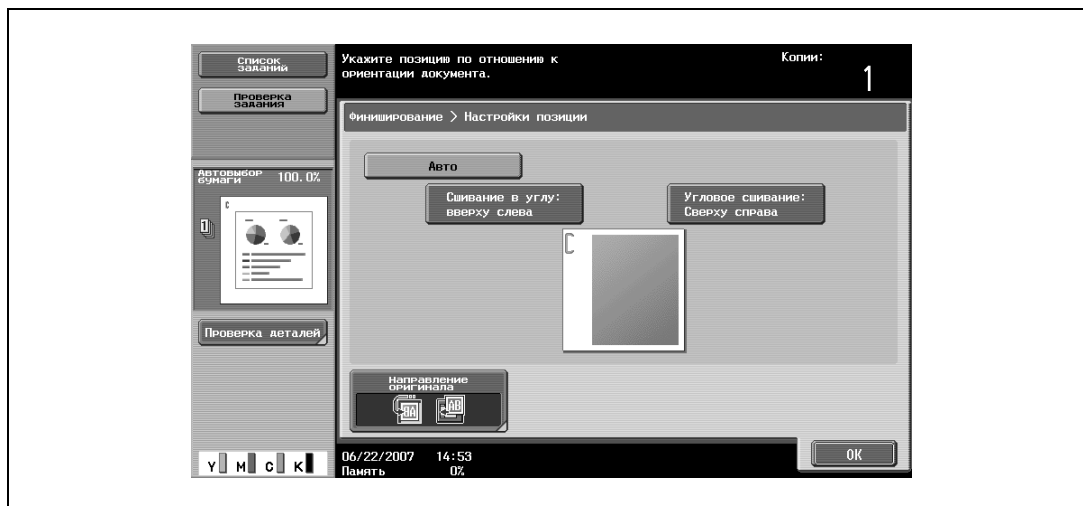 Список
заданий
Проверка
задания
Укажите позицию по отношению к
ориентации документа.
Копии:
1
Финиширование > Настройки позиции
Автовыбор
бумаги
100.0%
1
Авто
Сшивание в углу:
вверху слева
Угловое сшивание:
Сверху справа
Проверка деталей
Направление
оригинала
AB
Y M C K
06/22/2007 14:53
Память 0%
OK